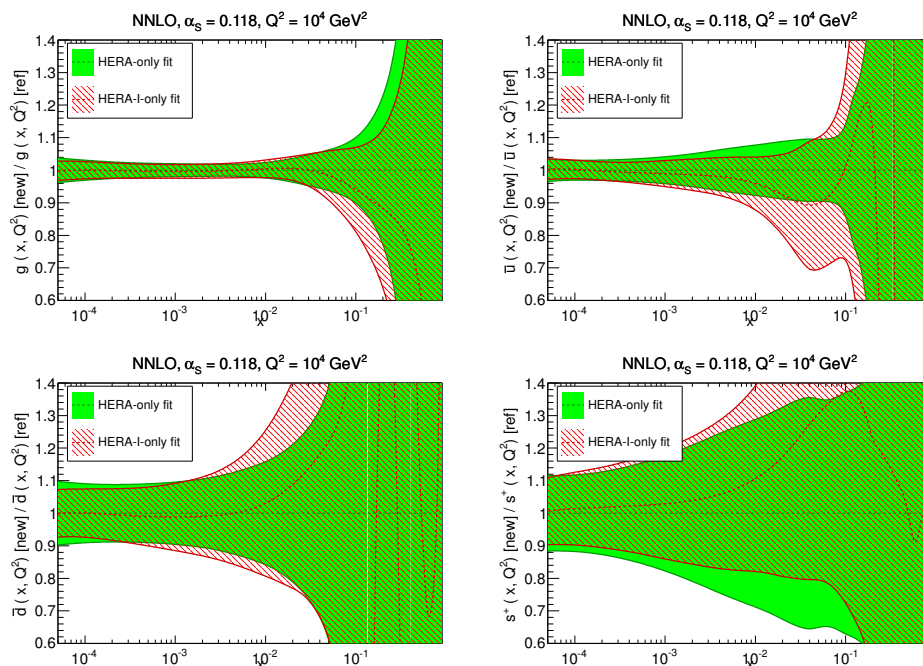 NNLO, αS = 0.118, Q² = 10⁴ GeV²
g ( x, Q²) [new] / g ( x, Q²) [ref]
1.4
1.3
1.2
1.1
1
0.9
0.8
0.7
0.6
HERA-only fit
HERA-I-only fit
10⁻⁴ 10⁻³ 10⁻² 10⁻¹
x
NNLO, αS = 0.118, Q² = 10⁴ GeV²
ū ( x, Q²) [new] / ū ( x, Q²) [ref]
1.4
1.3
1.2
1.1
1
0.9
0.8
0.7
0.6
HERA-only fit
HERA-I-only fit
10⁻⁴ 10⁻³ 10⁻² 10⁻¹
x
NNLO, αS = 0.118, Q² = 10⁴ GeV²
d̄ ( x, Q²) [new] / d̄ ( x, Q²) [ref]
1.4
1.3
1.2
1.1
1
0.9
0.8
0.7
0.6
HERA-only fit
HERA-I-only fit
10⁻⁴ 10⁻³ 10⁻² 10⁻¹
x
NNLO, αS = 0.118, Q² = 10⁴ GeV²
s⁺ ( x, Q²) [new] / s⁺ ( x, Q²) [ref]
1.4
1.3
1.2
1.1
1
0.9
0.8
0.7
0.6
HERA-only fit
HERA-I-only fit
10⁻⁴ 10⁻³ 10⁻² 10⁻¹
x